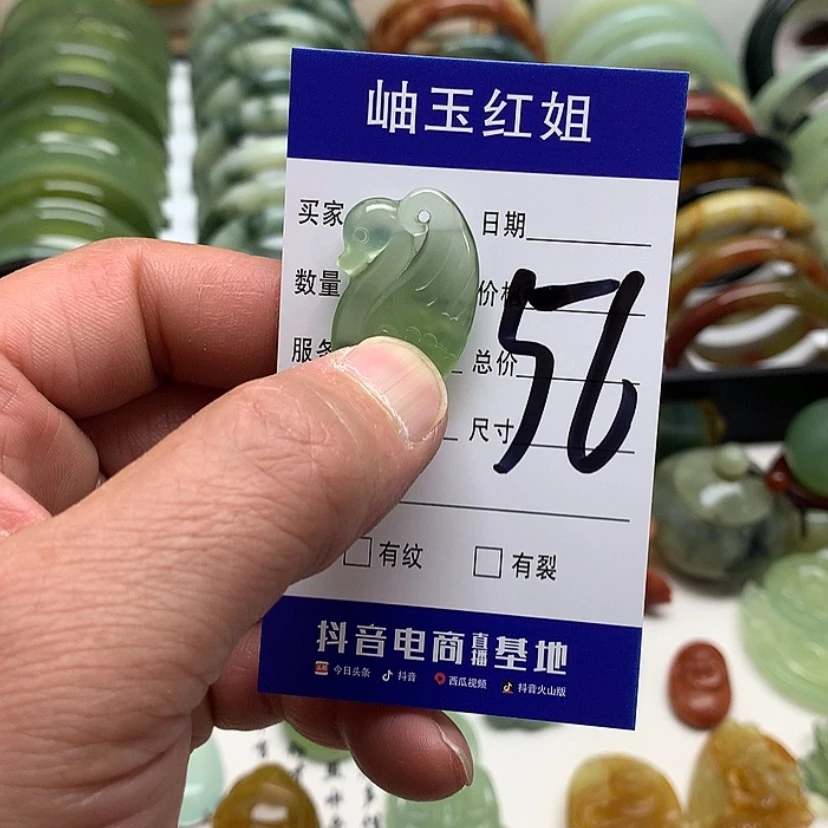 岫玉红姐
买家 日期
数量 价格
服务 总价
尺寸
56
有纹 有裂
抖音电商直播基地
今日头条 抖音 西瓜视频 抖音火山版